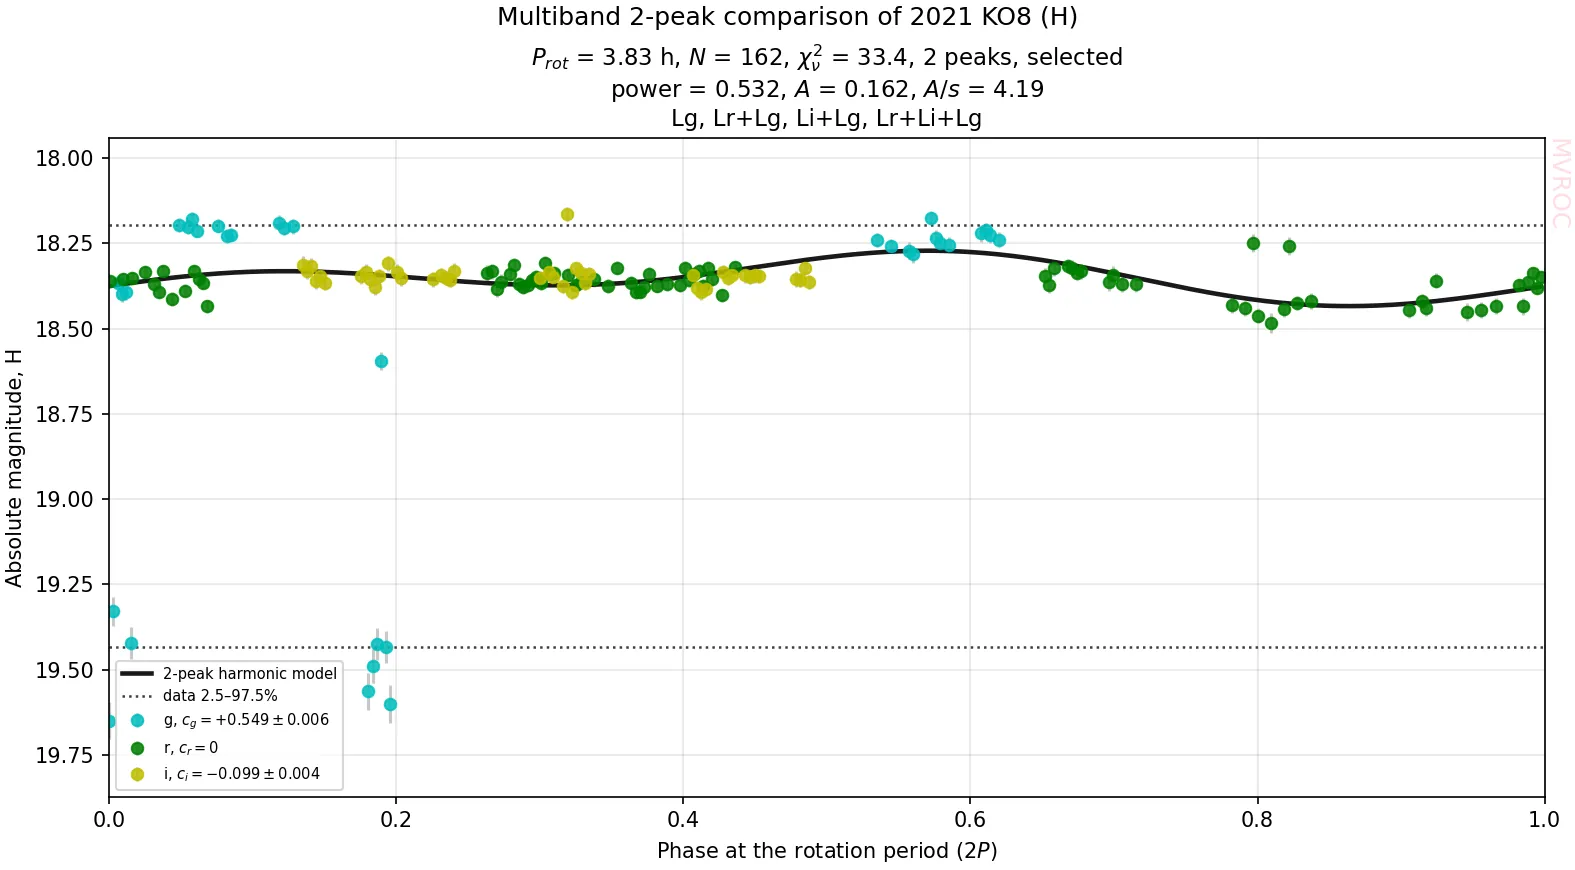 Multiband 2-peak comparison of 2021 KO8 (H)
P_rot = 3.83 h, N = 162, χ²_ν = 33.4, 2 peaks, selected
power = 0.532, A = 0.162, A/s = 4.19
Lg, Lr+Lg, Li+Lg, Lr+Li+Lg
MVROC
Absolute magnitude, H
18.00
18.25
18.50
18.75
19.00
19.25
19.50
19.75
2-peak harmonic model
data 2.5–97.5%
g, c_g = +0.549 ± 0.006
r, c_r = 0
i, c_i = −0.099 ± 0.004
0.0
0.2
0.4
0.6
0.8
1.0
Phase at the rotation period (2P)